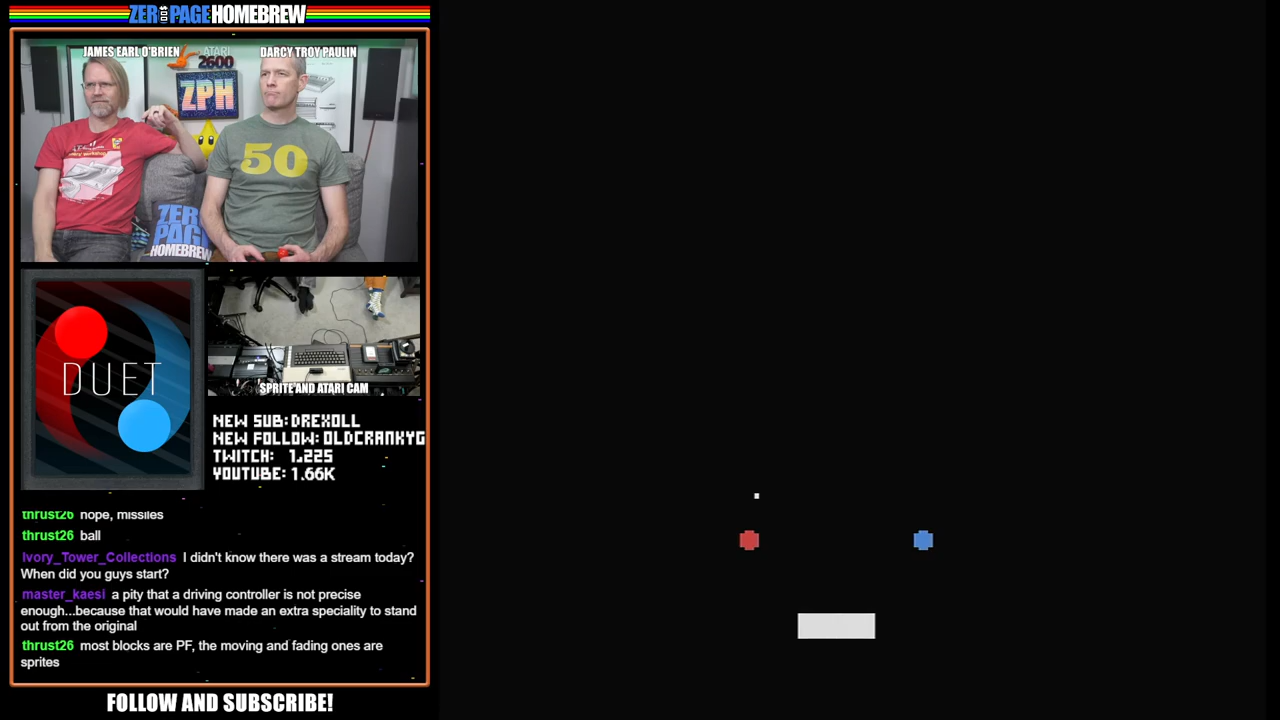 ZER PAGE HOMEBREW
JAMES EARL O'BRIEN
ATARI
2600
DARCY TROY PAULIN
ZPH
50
ZER
PAG
HOMEBREW
DUET
SPRITE AND ATARI CAM
NEW SUB: DREXOLL
NEW FOLLOW: OLDCRANKYG
TWITCH: 1,225
YOUTUBE: 1.66K
thrust26 nope, missiles
thrust26 ball
Ivory_Tower_Collections I didn't know there was a stream today?
When did you guys start?
master_kaesi a pity that a driving controller is not precise
enough...because that would have made an extra speciality to stand
out from the original
thrust26 most blocks are PF, the moving and fading ones are
sprites
FOLLOW AND SUBSCRIBE!